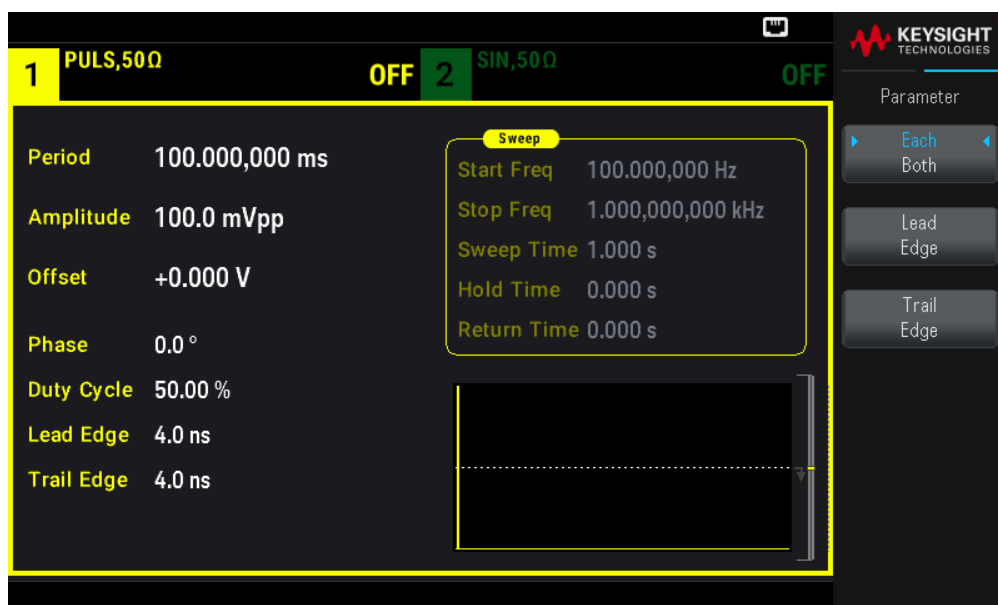 KEYSIGHT
TECHNOLOGIES
1 PULS,50Ω OFF 2 SIN,50Ω OFF
Parameter
Each
Both
Lead
Edge
Trail
Edge
Period 100.000,000 ms
Amplitude 100.0 mVpp
Offset +0.000 V
Phase 0.0 °
Duty Cycle 50.00 %
Lead Edge 4.0 ns
Trail Edge 4.0 ns
Sweep
Start Freq 100.000,000 Hz
Stop Freq 1.000,000,000 kHz
Sweep Time 1.000 s
Hold Time 0.000 s
Return Time 0.000 s